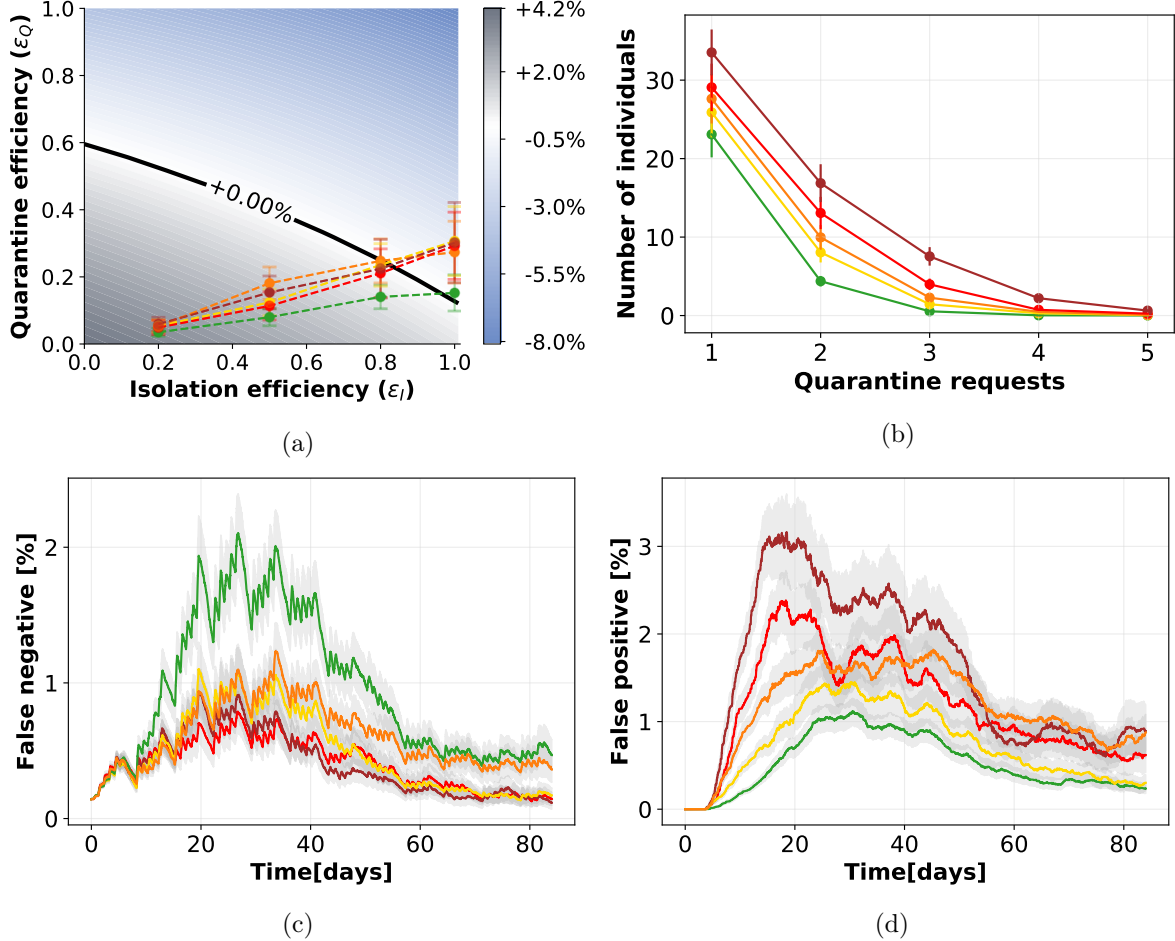 1.0
0.8
0.6
0.4
0.2
0.0
Quarantine efficiency (εQ)
+0.00%
0.0 0.2 0.4 0.6 0.8 1.0
Isolation efficiency (εI)
+4.2%
+2.0%
-0.5%
-3.0%
-5.5%
-8.0%
(a)
Number of individuals
30
20
10
0
1 2 3 4 5
Quarantine requests
(b)
False negative [%]
2
1
0
0 20 40 60 80
Time[days]
(c)
False positive [%]
3
2
1
0
0 20 40 60 80
Time[days]
(d)